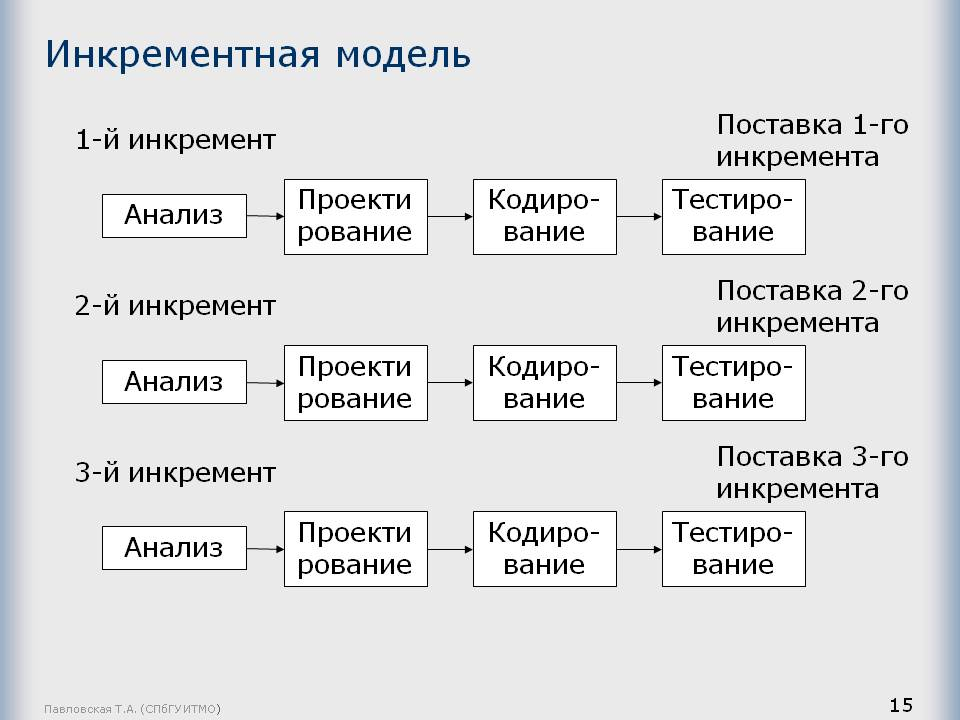 Инкрементная модель
1-й инкремент
Поставка 1-го
инкремента
Анализ
Проекти
рование
Кодиро-
вание
Тестиро-
вание
2-й инкремент
Поставка 2-го
инкремента
Анализ
Проекти
рование
Кодиро-
вание
Тестиро-
вание
3-й инкремент
Поставка 3-го
инкремента
Анализ
Проекти
рование
Кодиро-
вание
Тестиро-
вание
Павловская Т.А. (СПбГУ ИТМО)
15